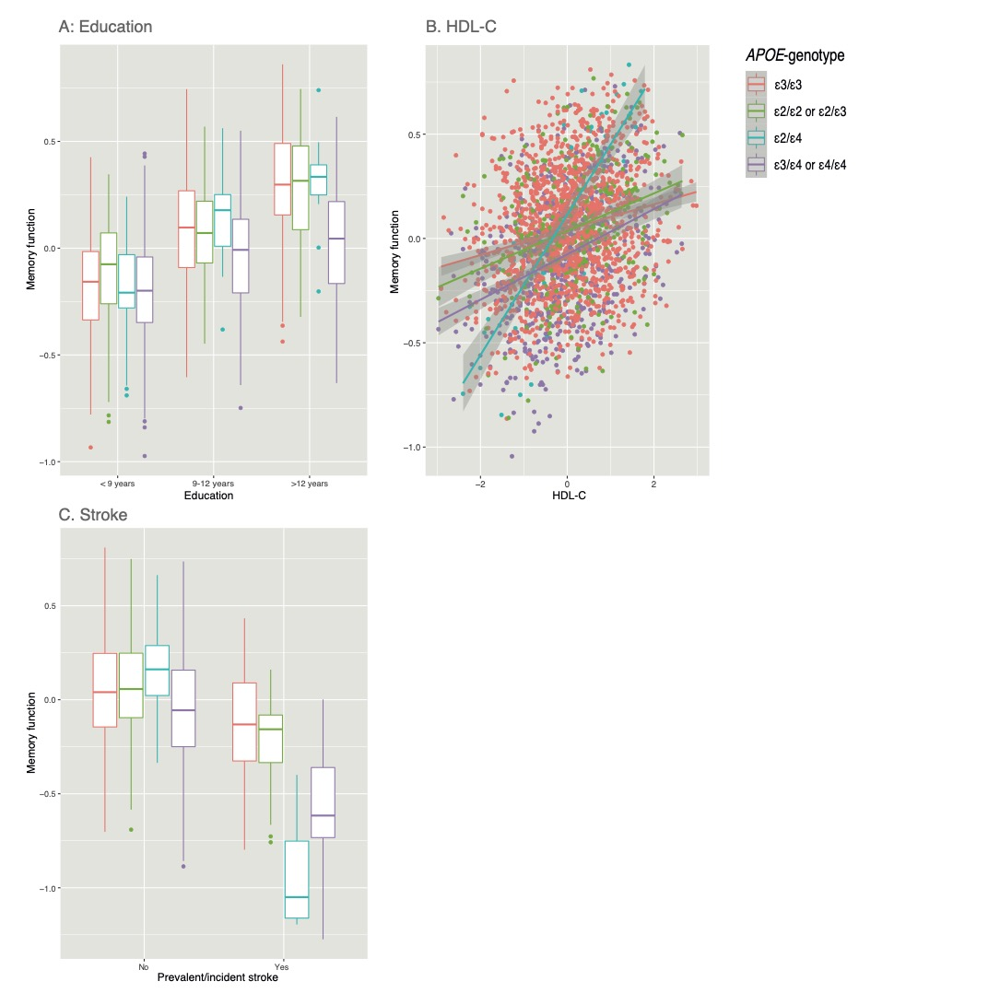 A: Education
B. HDL-C
APOE-genotype
ε3/ε3
ε2/ε2 or ε2/ε3
ε2/ε4
ε3/ε4 or ε4/ε4
Memory function
0.5
0.0
−0.5
−1.0
< 9 years
9-12 years
>12 years
Education
Memory function
0.5
0.0
−0.5
−1.0
−2
0
2
HDL-C
C. Stroke
Memory function
0.5
0.0
−0.5
−1.0
No
Yes
Prevalent/incident stroke